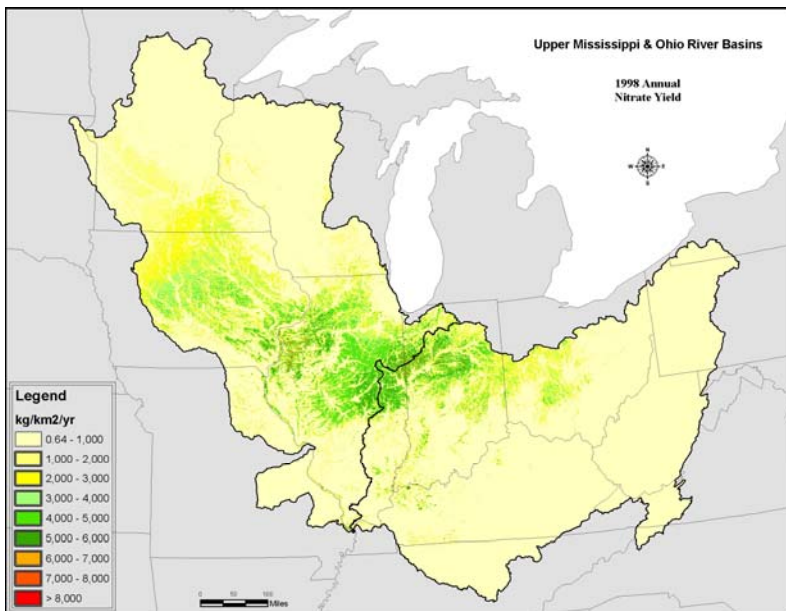 Upper Mississippi & Ohio River Basins
1998 Annual
Nitrate Yield
N
W E
S
Legend
kg/km2/yr
0.64 - 1,000
1,000 - 2,000
2,000 - 3,000
3,000 - 4,000
4,000 - 5,000
5,000 - 6,000
6,000 - 7,000
7,000 - 8,000
> 8,000
Miles